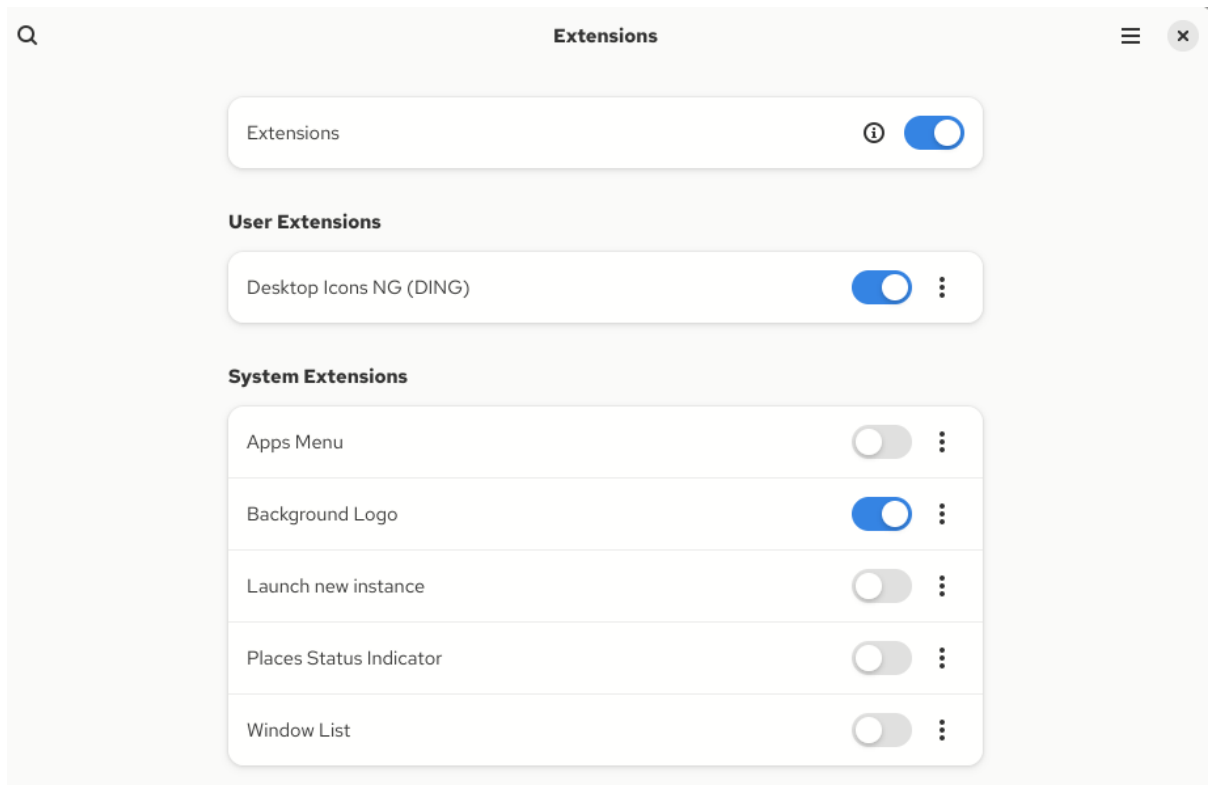 Extensions
Extensions
User Extensions
Desktop Icons NG (DING)
System Extensions
Apps Menu
Background Logo
Launch new instance
Places Status Indicator
Window List